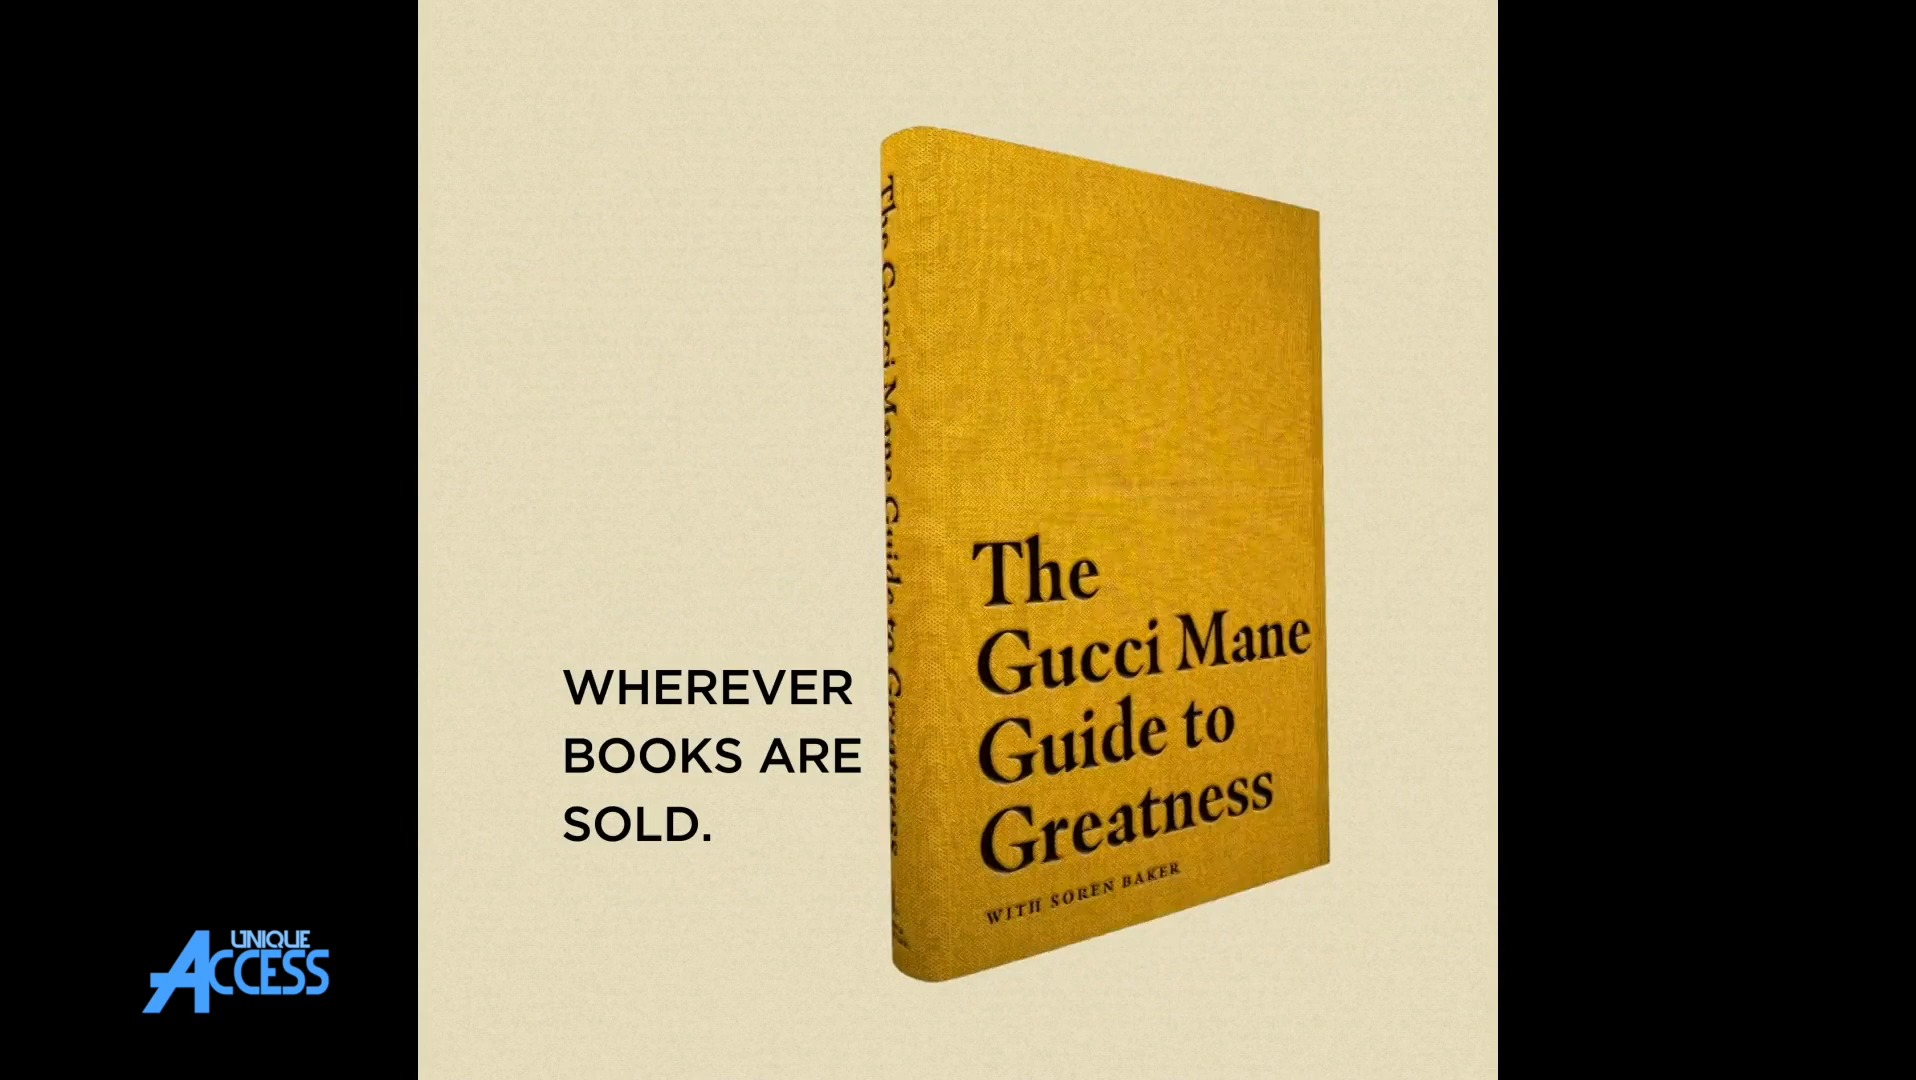 The Gucci Mane Guide to Greatness
The
Gucci Mane
Guide to
Greatness
WITH SOREN BAKER
WHEREVER
BOOKS ARE
SOLD.
UNIQUE
ACCESS